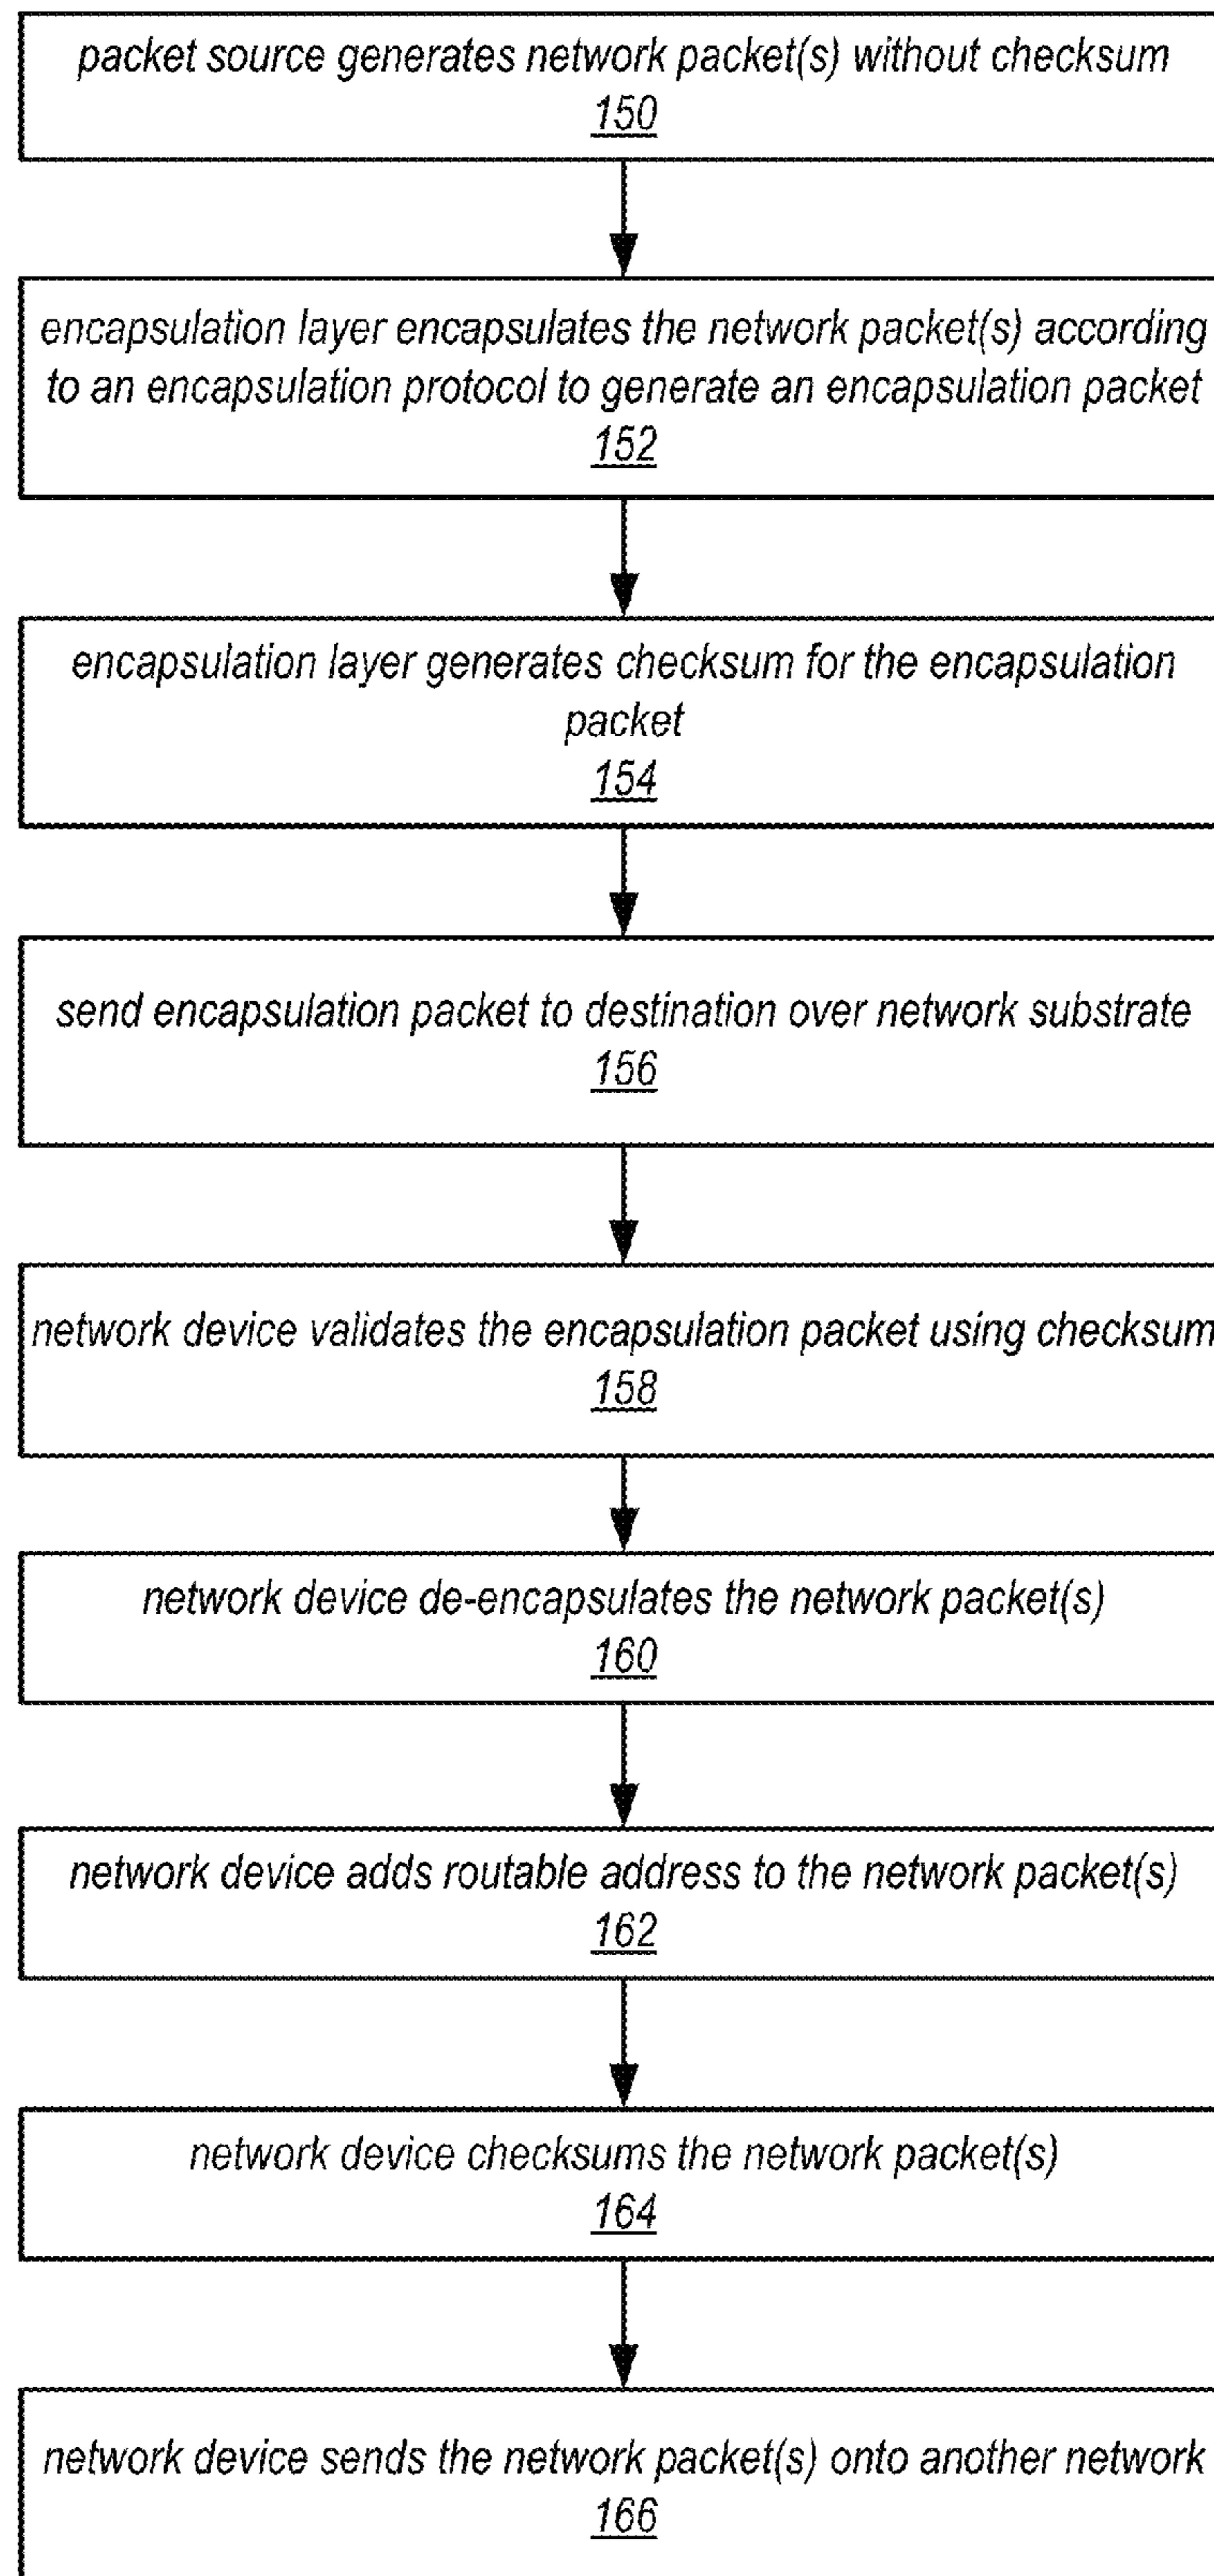 packet source generates network packet(s) without checksum
150
encapsulation layer encapsulates the network packet(s) according
to an encapsulation protocol to generate an encapsulation packet
152
encapsulation layer generates checksum for the encapsulation
packet
154
send encapsulation packet to destination over network substrate
156
network device validates the encapsulation packet using checksum
158
network device de-encapsulates the network packet(s)
160
network device adds routable address to the network packet(s)
162
network device checksums the network packet(s)
164
network device sends the network packet(s) onto another network
166